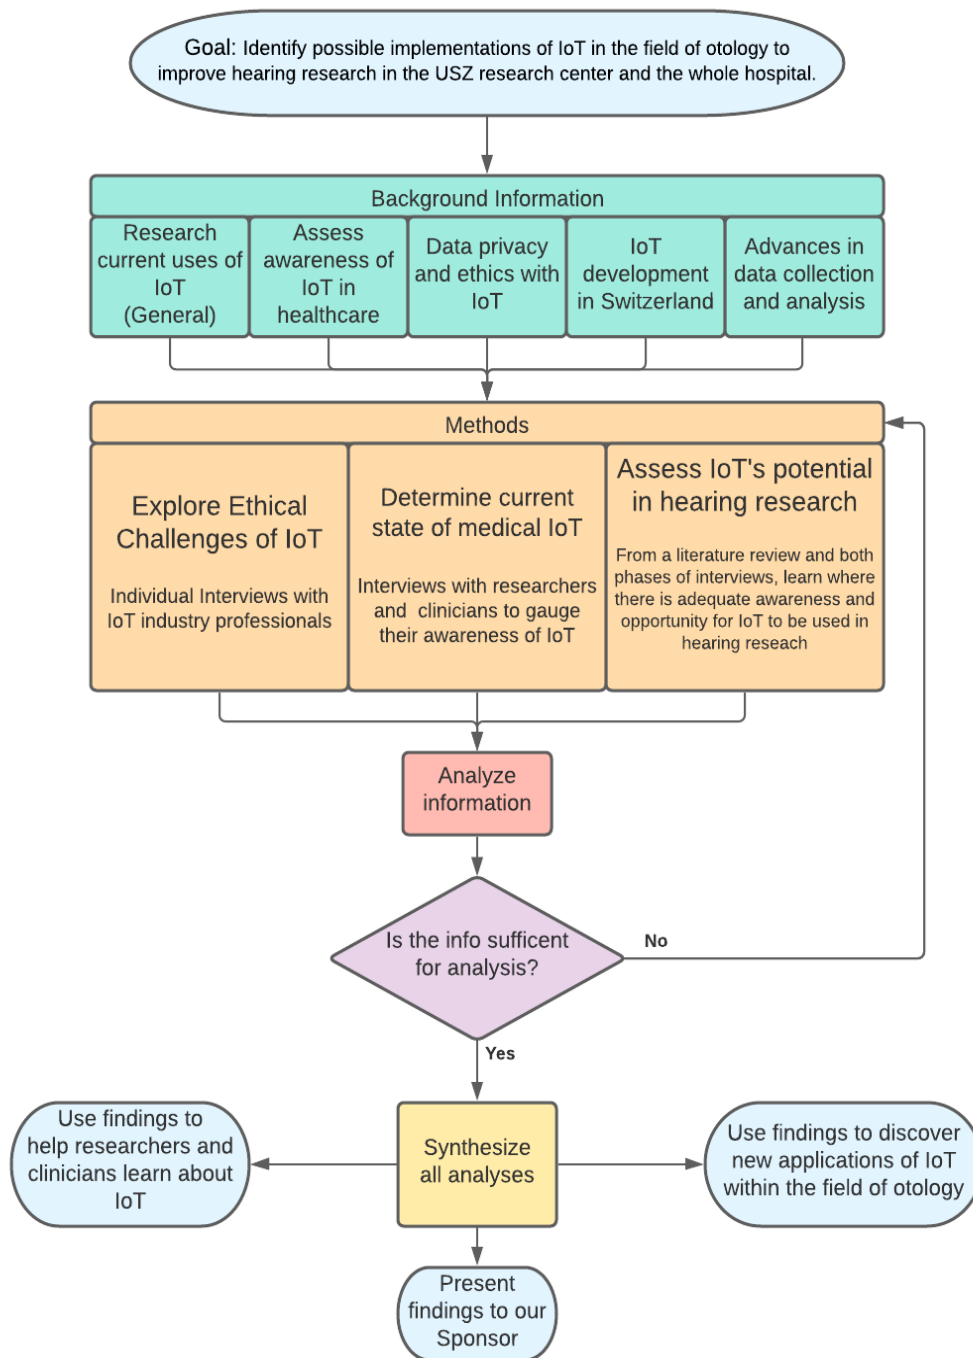 Goal: Identify possible implementations of IoT in the field of otology to
improve hearing research in the USZ research center and the whole hospital.
Background Information
Research
current uses of
IoT
(General)
Assess
awareness of
IoT in
healthcare
Data privacy
and ethics with
IoT
IoT
development
in Switzerland
Advances in
data collection
and analysis
Methods
Explore Ethical
Challenges of IoT
Individual Interviews with
IoT industry professionals
Determine current
state of medical IoT
Interviews with researchers
and clinicians to gauge
their awareness of IoT
Assess IoT's potential
in hearing research
From a literature review and both
phases of interviews, learn where
there is adequate awareness and
opportunity for IoT to be used in
hearing reseach
Analyze
information
Is the info sufficent
for analysis?
No
Yes
Use findings to
help researchers and
clinicians learn about
IoT
Synthesize
all analyses
Use findings to discover
new applications of IoT
within the field of otology
Present
findings to our
Sponsor